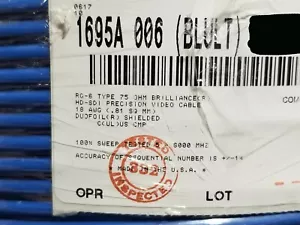 0617
10
1695A 006 (BLULT)
RG-6 TYPE 75 OHM BRILLIANCE(R)
HD-SDI PRECISION VIDEO CABLE
18 AWG (.81 SQ MM)
DUOFOIL(R) SHIELDED
C(UL)US CMP
100% SWEEP TESTED 6000 MHZ
ACCURACY OF SEQUENTIAL NUMBER IS +-1%
MADE IN THE U.S.A. *
INSPECTED
OPR LOT